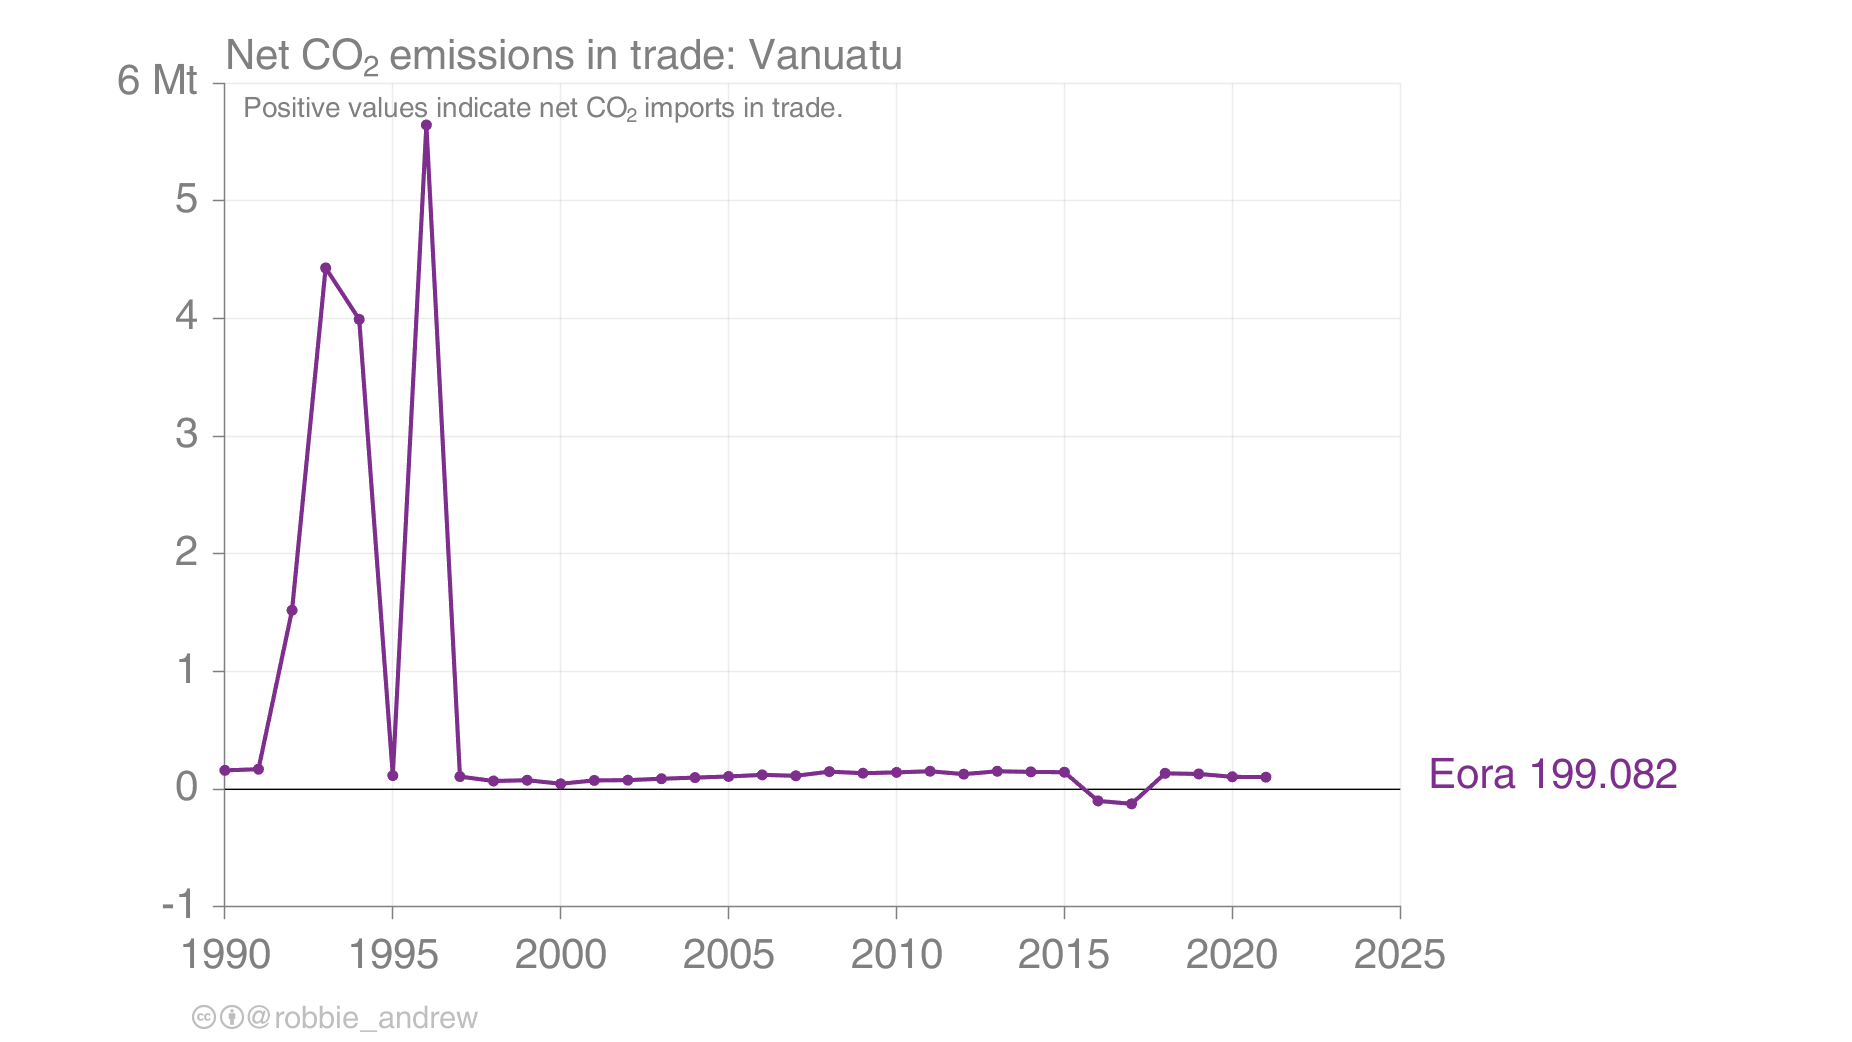 Net CO₂ emissions in trade: Vanuatu
6 Mt
Positive values indicate net CO₂ imports in trade.
5
4
3
2
1
0
Eora 199.082
-1
1990 1995 2000 2005 2010 2015 2020 2025
@robbie_andrew